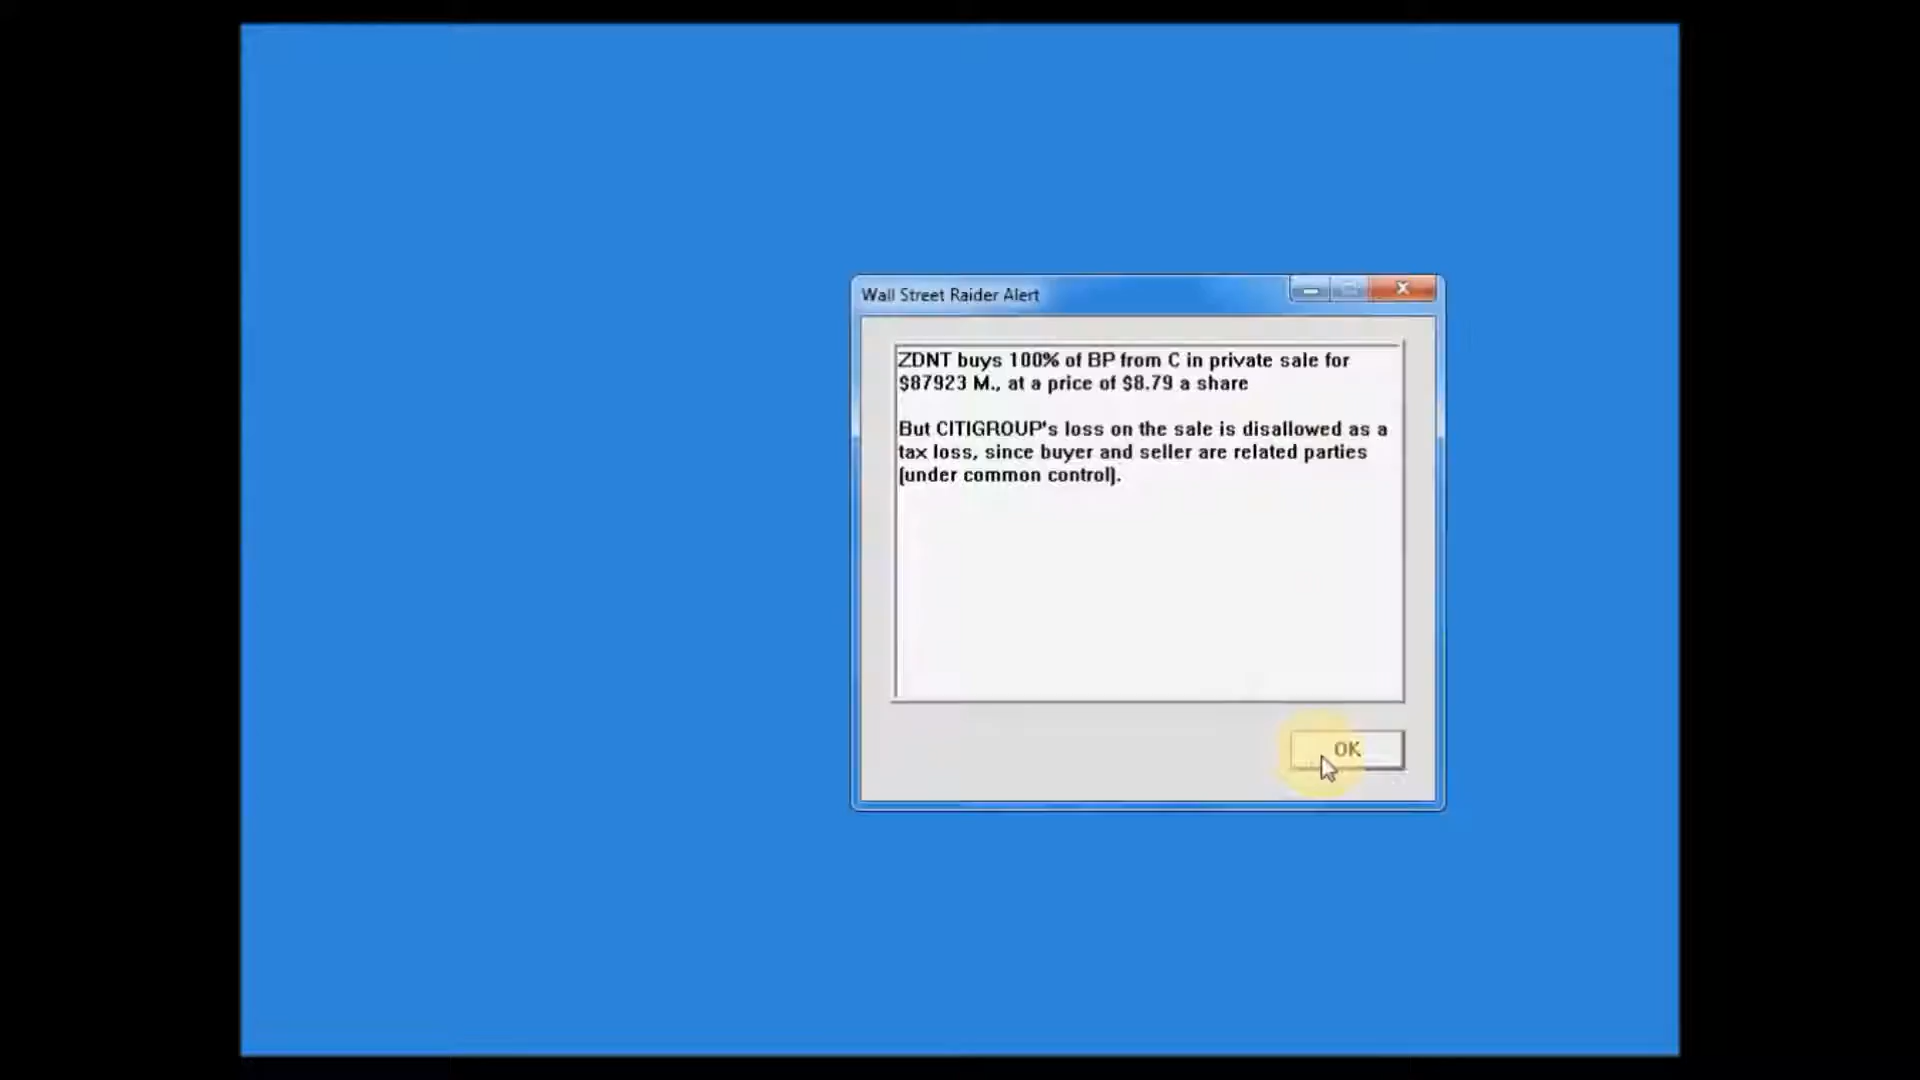 Wall Street Raider Alert
ZDNT buys 100% of BP from C in private sale for
$87923 M., at a price of $8.79 a share
But CITIGROUP's loss on the sale is disallowed as a
tax loss, since buyer and seller are related parties
(under common control).
OK